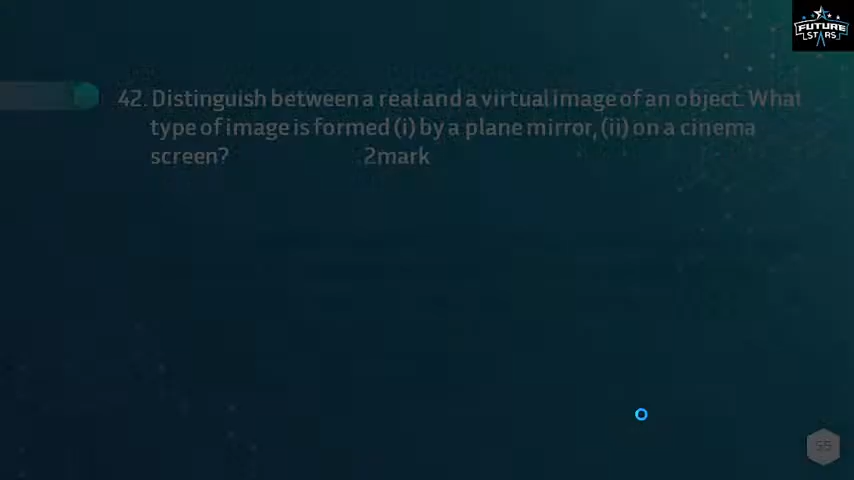 FUTURE
STARS
42. Distinguish between a real and a virtual image of an object. What
type of image is formed (i) by a plane mirror, (ii) on a cinema
screen? 2mark
55